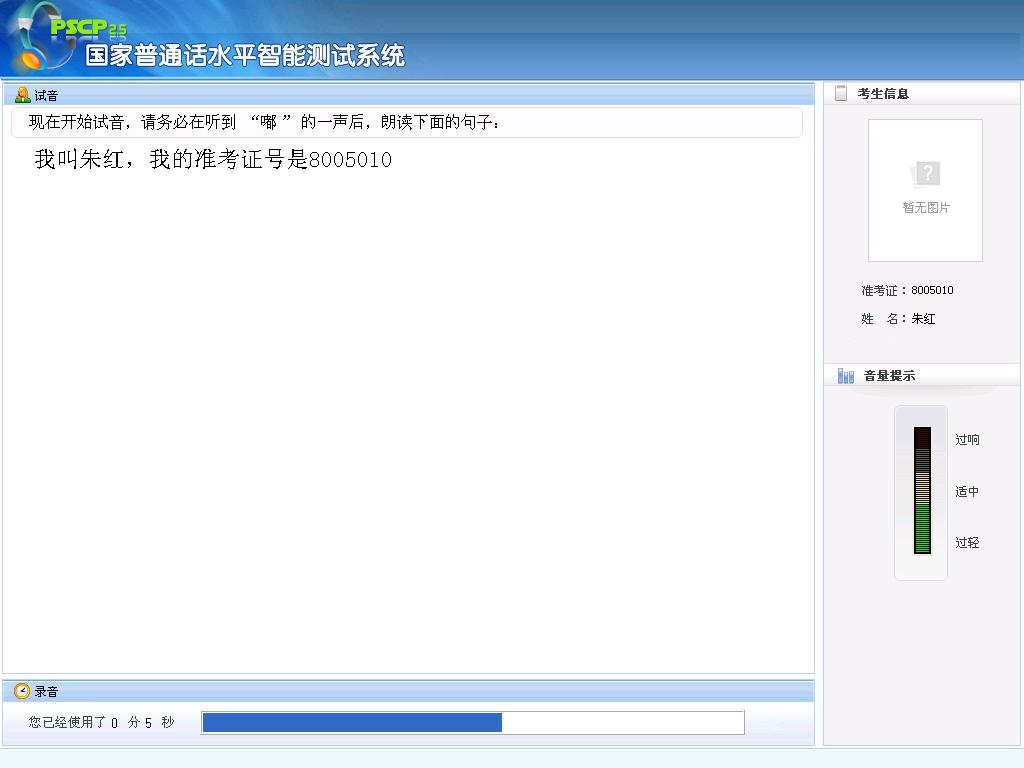 PSCP 2.5
国家普通话水平智能测试系统
试音
现在开始试音，请务必在听到 “嘟 ”的一声后，朗读下面的句子：
我叫朱红，我的准考证号是8005010
考生信息
?
暂无图片
准考证：8005010
姓 名：朱红
音量提示
过响
适中
过轻
录音
您已经使用了 0 分 5 秒